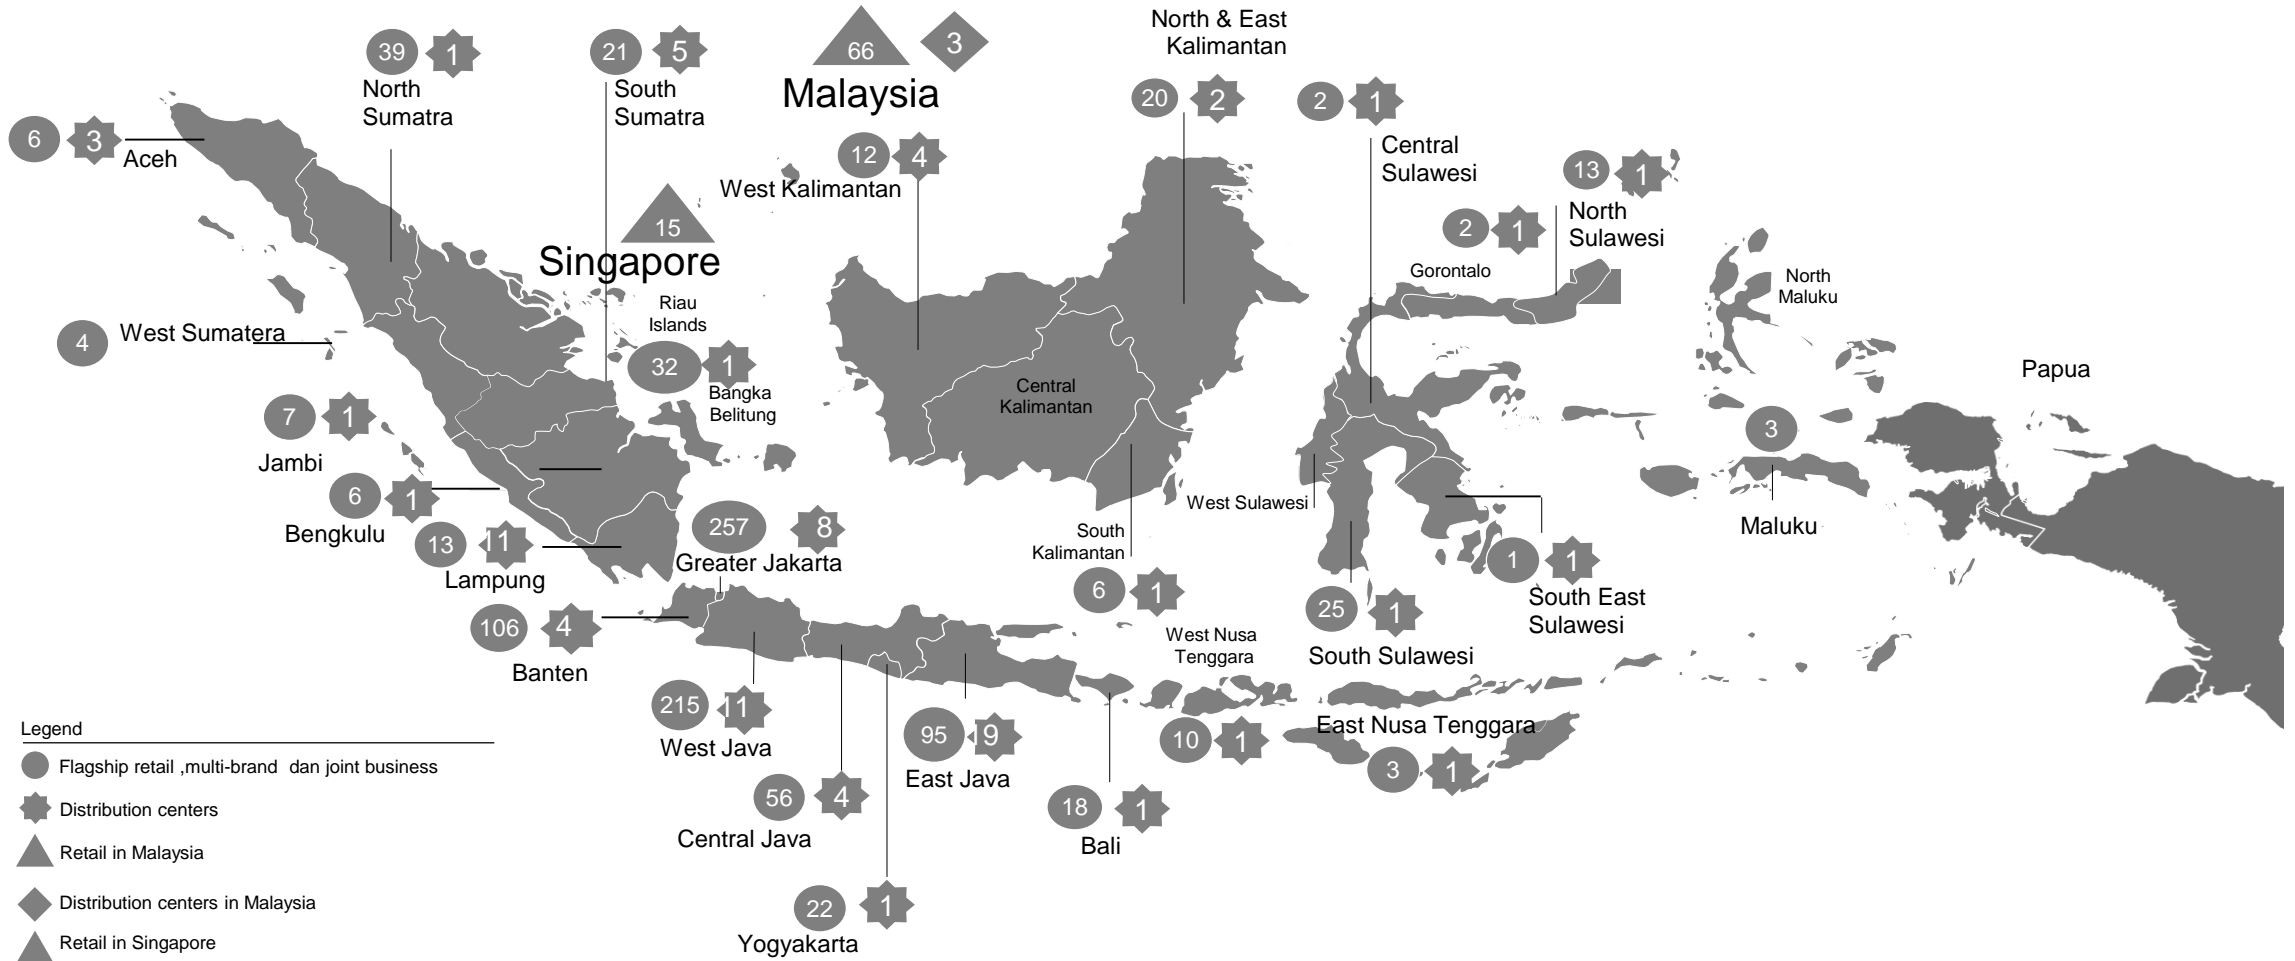 39 1
North
Sumatra
21 5
South
Sumatra
66 3
Malaysia
North & East
Kalimantan
20 2
2 1
Central
Sulawesi
6 3
Aceh
12 4
West Kalimantan
13 1
North
Sulawesi
15
Singapore
2 1
Gorontalo
Riau
Islands
North
Maluku
4
West Sumatera
32 1
Bangka
Belitung
Central
Kalimantan
Papua
7 1
Jambi
3
Maluku
6 1
Bengkulu
West Sulawesi
13 11
Lampung
257 8
Greater Jakarta
South
Kalimantan
6 1
1 1
South East
Sulawesi
106 4
Banten
25 1
South Sulawesi
West Nusa
Tenggara
10 1
215 11
West Java
95 19
East Java
East Nusa Tenggara
3 1
56 4
Central Java
18 1
Bali
22 1
Yogyakarta
Legend
Flagship retail ,multi-brand dan joint business
Distribution centers
Retail in Malaysia
Distribution centers in Malaysia
Retail in Singapore